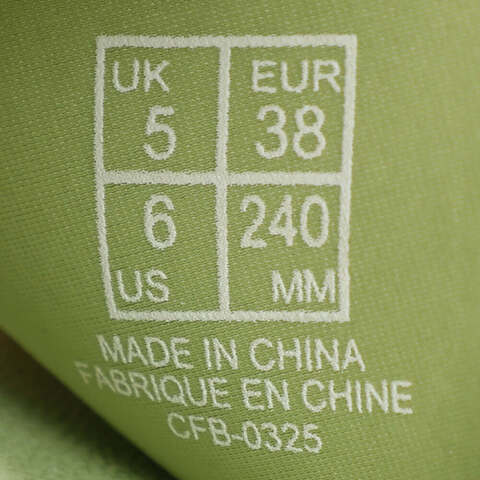 UK EUR
5 38
6 240
US MM
MADE IN CHINA
FABRIQUE EN CHINE
CFB-0325